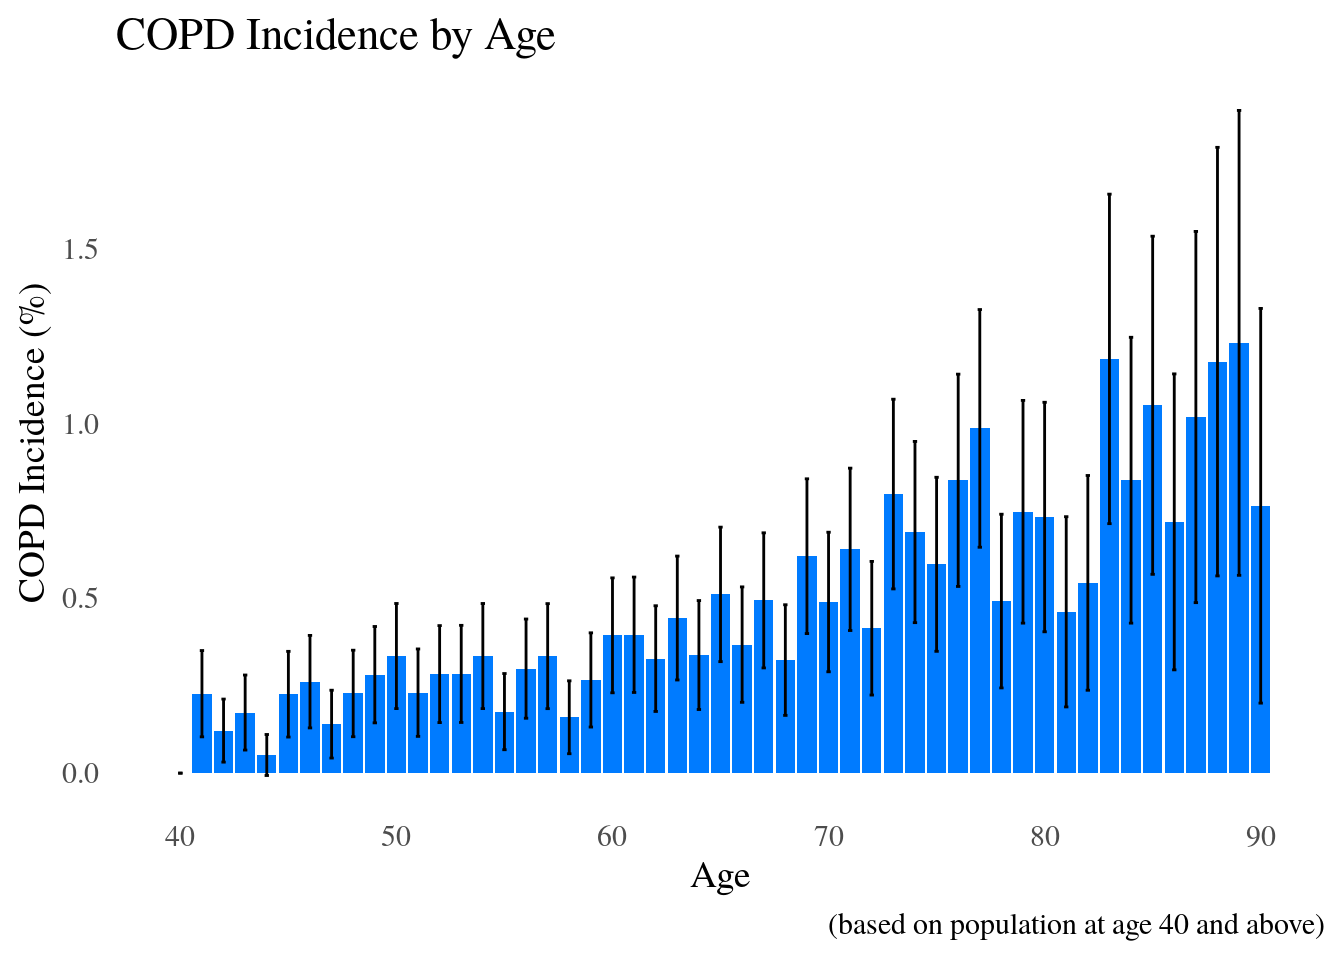 COPD Incidence by Age
COPD Incidence (%)
1.5
1.0
0.5
0.0
40 50 60 70 80 90
Age
(based on population at age 40 and above)